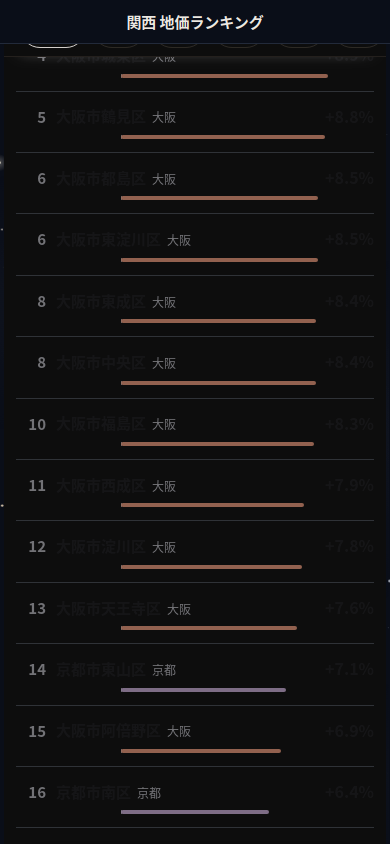 関西 地価ランキング
大阪
5 大阪市鶴見区 大阪 +8.8%
6 大阪市都島区 大阪 +8.5%
6 大阪市東淀川区 大阪 +8.5%
8 大阪市東成区 大阪 +8.4%
8 大阪市中央区 大阪 +8.4%
10 大阪市福島区 大阪 +8.3%
11 大阪市西成区 大阪 +7.9%
12 大阪市淀川区 大阪 +7.8%
13 大阪市天王寺区 大阪 +7.6%
14 京都市東山区 京都 +7.1%
15 大阪市阿倍野区 大阪 +6.9%
16 京都市南区 京都 +6.4%